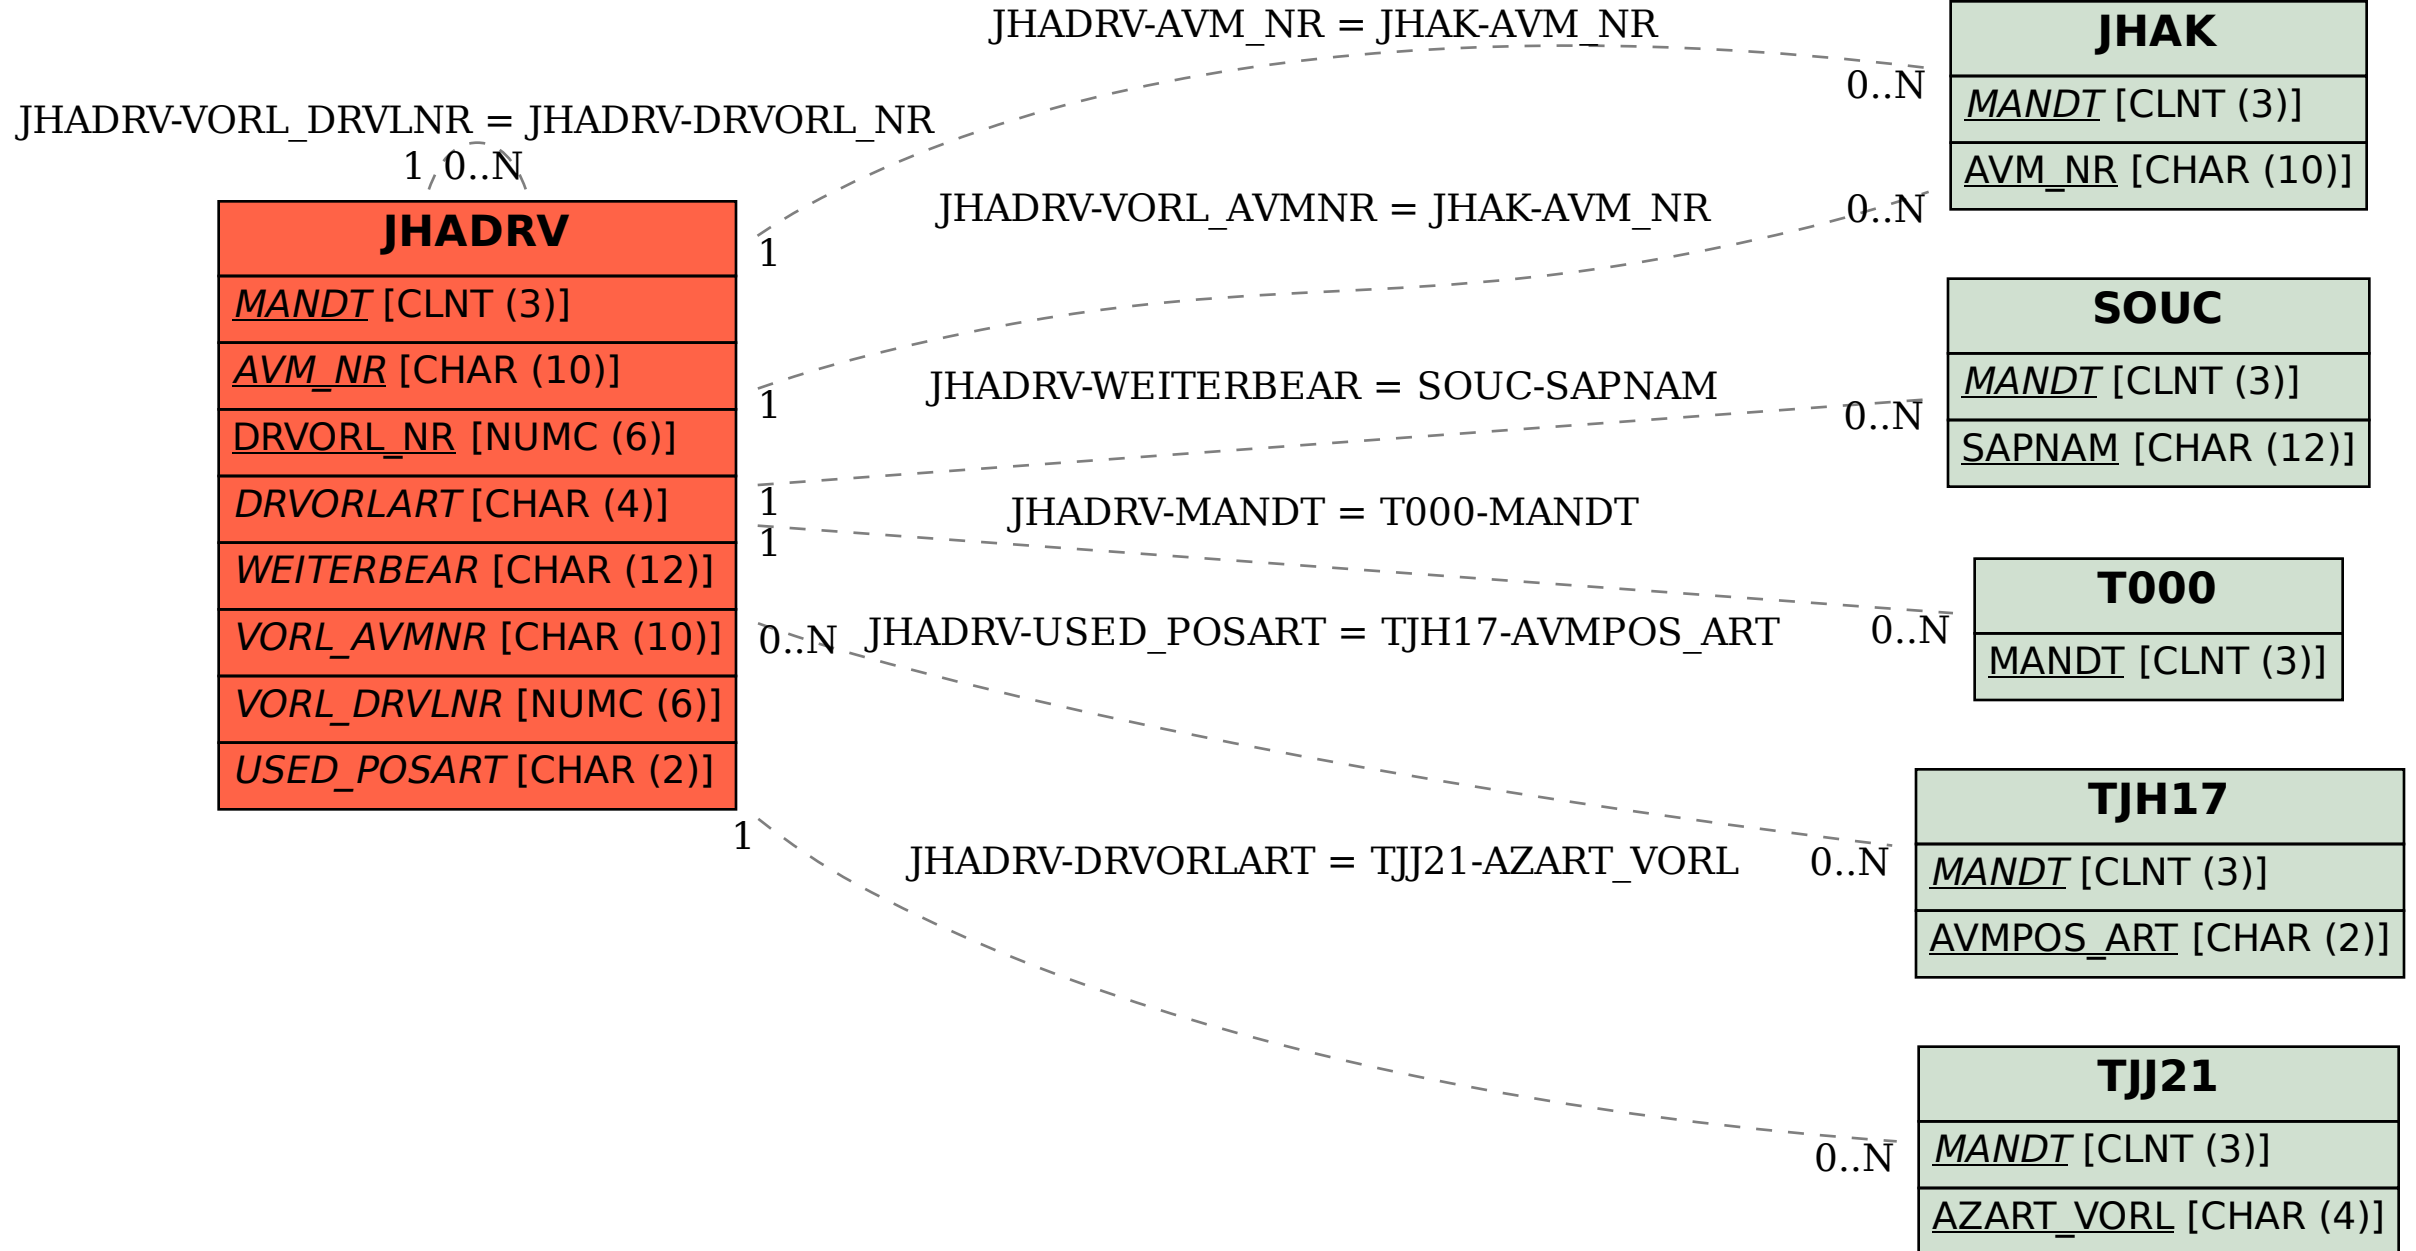 JHADRV-AVM_NR = JHAK-AVM_NR
0..N
1
JHADRV-VORL_DRVLNR = JHADRV-DRVORL_NR
1 0..N
JHADRV
MANDT [CLNT (3)]
AVM_NR [CHAR (10)]
DRVORL_NR [NUMC (6)]
DRVORLART [CHAR (4)]
WEITERBEAR [CHAR (12)]
VORL_AVMNR [CHAR (10)]
VORL_DRVLNR [NUMC (6)]
USED_POSART [CHAR (2)]
JHADRV-VORL_AVMNR = JHAK-AVM_NR
0..N
1
JHADRV-WEITERBEAR = SOUC-SAPNAM
0..N
1
JHADRV-MANDT = T000-MANDT
1
0..N
JHADRV-USED_POSART = TJH17-AVMPOS_ART
0..N
0..N
JHADRV-DRVORLART = TJJ21-AZART_VORL
1
0..N
JHAK
MANDT [CLNT (3)]
AVM_NR [CHAR (10)]
SOUC
MANDT [CLNT (3)]
SAPNAM [CHAR (12)]
T000
MANDT [CLNT (3)]
TJH17
MANDT [CLNT (3)]
AVMPOS_ART [CHAR (2)]
TJJ21
MANDT [CLNT (3)]
AZART_VORL [CHAR (4)]